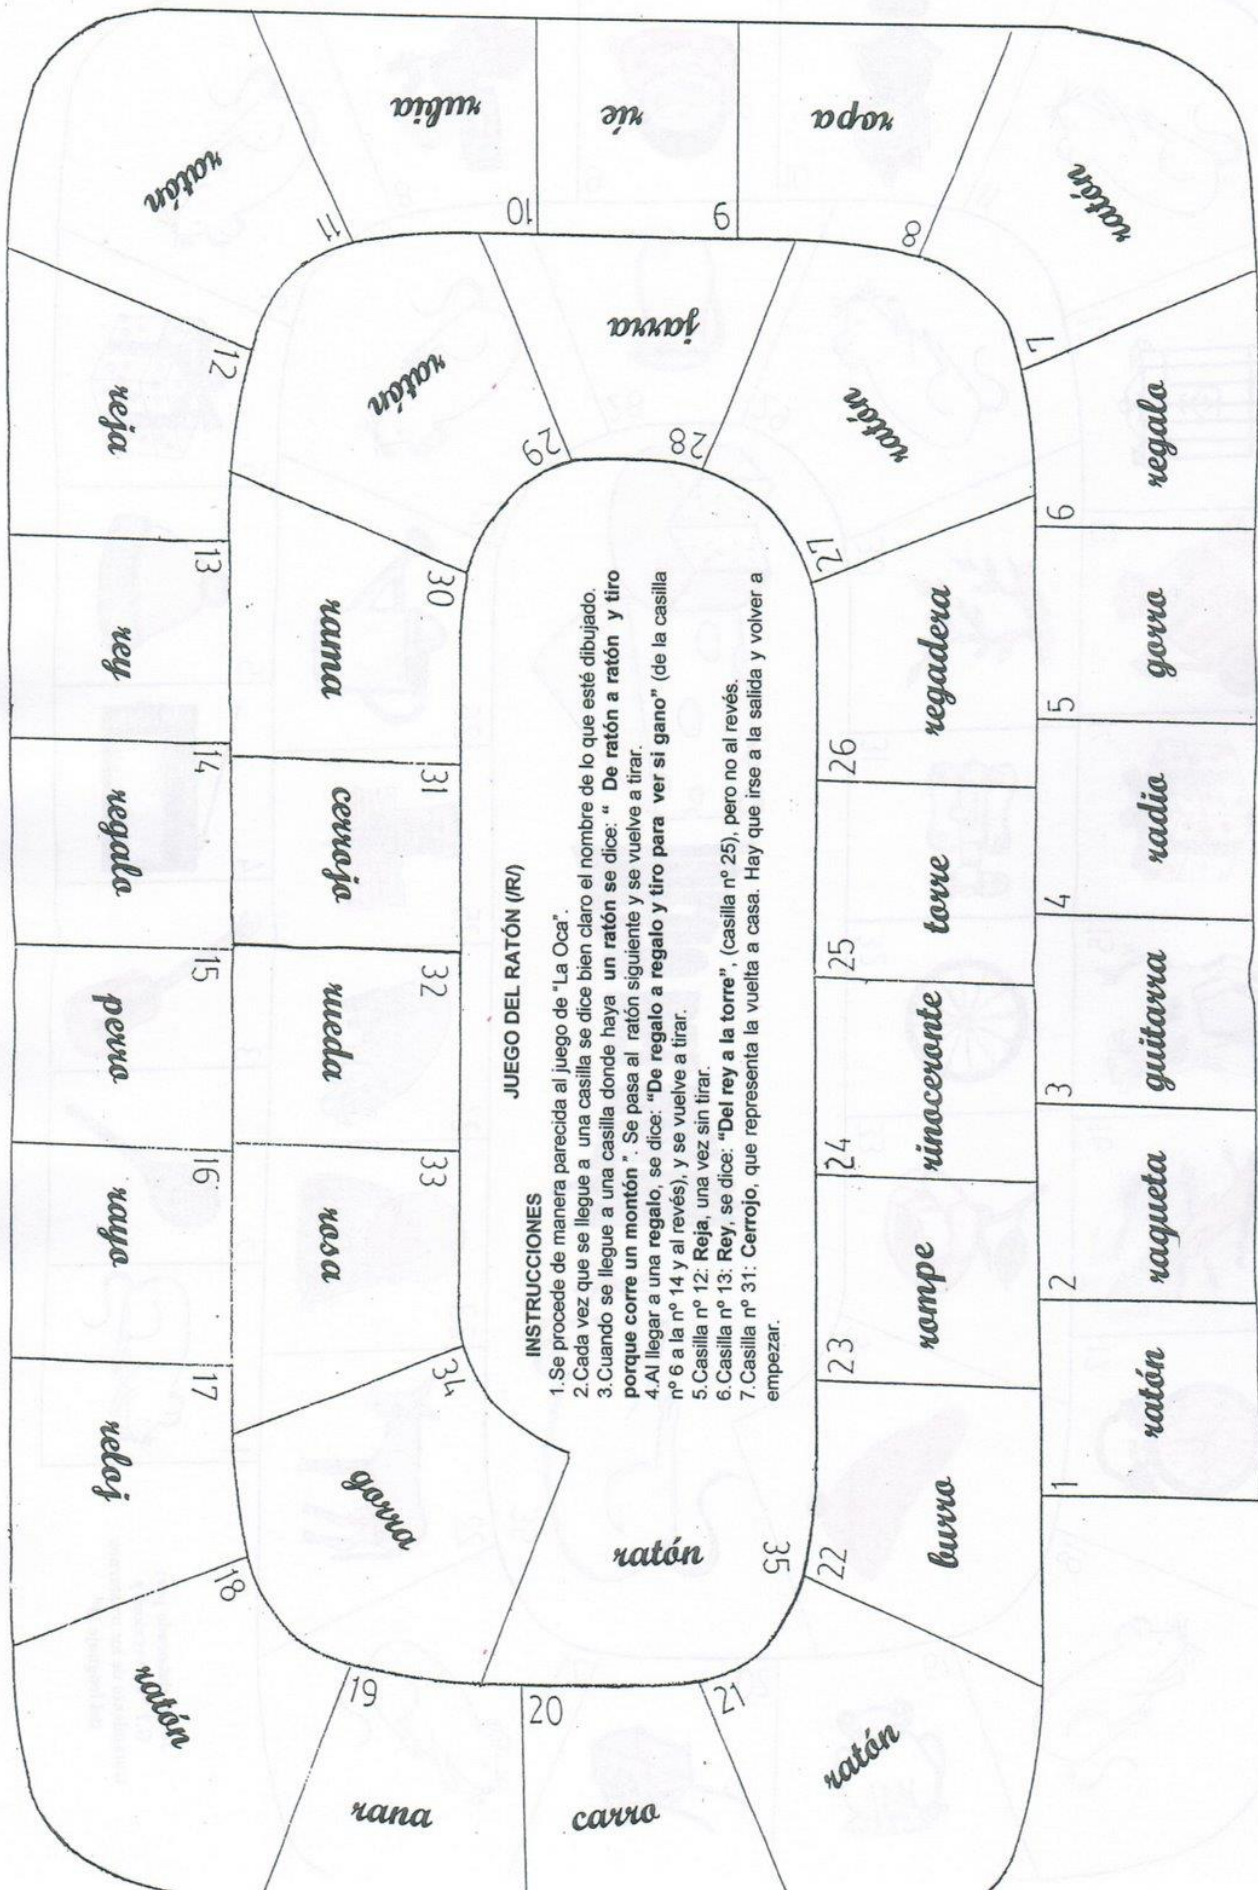 JUEGO DEL RATÓN (/R/)
INSTRUCCIONES
1.Se procede de manera parecida al juego de "La Oca".
2.Cada vez que se llegue a una casilla se dice bien claro el nombre de lo que esté dibujado.
3.Cuando se llegue a una casilla donde haya un ratón se dice: " De ratón a ratón y tiro
porque corre un montón ". Se pasa al ratón siguiente y se vuelve a tirar.
4.Al llegar a una regalo, se dice: "De regalo a regalo y tiro para ver si gano" (de la casilla
nº 6 a la nº 14 y al revés), y se vuelve a tirar.
5.Casilla nº 12: Reja, una vez sin tirar.
6.Casilla nº 13: Rey, se dice: "Del rey a la torre", (casilla nº 25), pero no al revés.
7.Casilla nº 31: Cerrojo, que representa la vuelta a casa. Hay que irse a la salida y volver a
empezar.
1 ratón
2 raqueta
3 guitarra
4 radio
5 gorro
6 regalo
7 ratón
8 ropa
9 ríe
10 rubia
11 ratón
12 reja
13 rey
14 regalo
15 perro
16 rayo
17 reloj
18 ratón
19 rana
20 carro
21 ratón
22 burro
23 rompe
24 rinoceronte
25 torre
26 regadera
27 ratón
28 jarra
29 ratón
30 rama
31 cerrojo
32 rueda
33 rosa
34 gorro
35 ratón